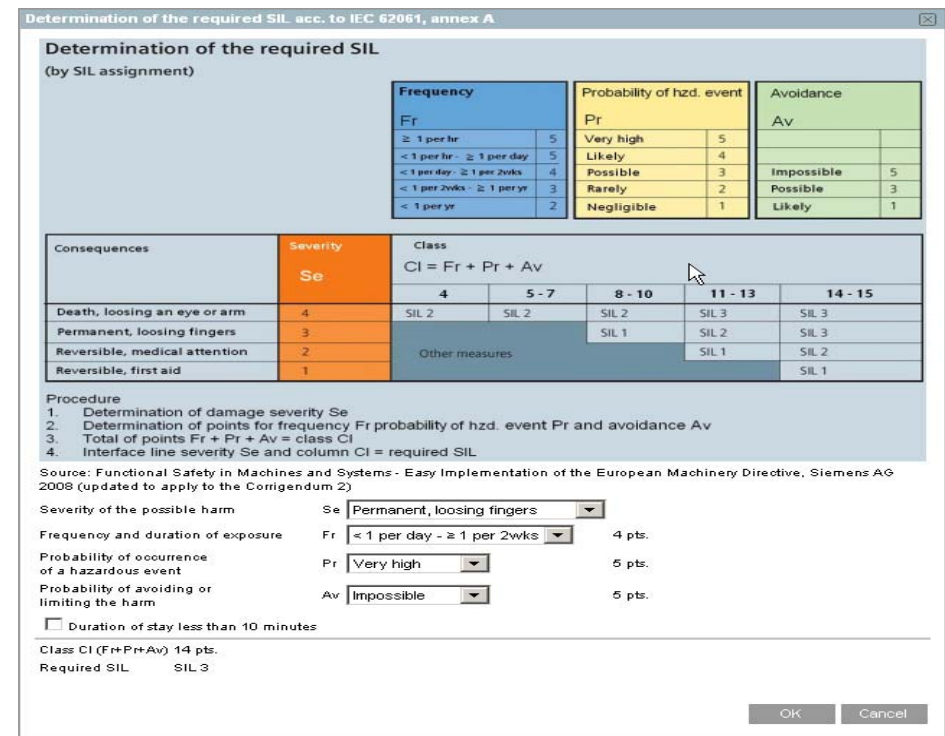 Determination of the required SIL acc. to IEC 62061, annex A
Determination of the required SIL
(by SIL assignment)
Frequency Probability of hzd. event Avoidance
Fr Pr Av
≥ 1 per hr 5 Very high 5
< 1 per hr - ≥ 1 per day 5 Likely 4
< 1 per day - ≥ 1 per 2wks 4 Possible 3 Impossible 5
< 1 per 2wks - ≥ 1 per yr 3 Rarely 2 Possible 3
< 1 per yr 2 Negligible 1 Likely 1
Consequences Severity Class
Se Cl = Fr + Pr + Av
4 5 - 7 8 - 10 11 - 13 14 - 15
Death, loosing an eye or arm 4 SIL 2 SIL 2 SIL 2 SIL 3 SIL 3
Permanent, loosing fingers 3 SIL 1 SIL 2 SIL 3
Reversible, medical attention 2 Other measures SIL 1 SIL 2
Reversible, first aid 1 SIL 1
Procedure
1. Determination of damage severity Se
2. Determination of points for frequency Fr probability of hzd. event Pr and avoidance Av
3. Total of points Fr + Pr + Av = class Cl
4. Interface line severity Se and column Cl = required SIL
Source: Functional Safety in Machines and Systems - Easy Implementation of the European Machinery Directive, Siemens AG
2008 (updated to apply to the Corrigendum 2)
Severity of the possible harm Se Permanent, loosing fingers
Frequency and duration of exposure Fr < 1 per day - ≥ 1 per 2wks 4 pts.
Probability of occurrence
of a hazardous event Pr Very high 5 pts.
Probability of avoiding or
limiting the harm Av Impossible 5 pts.
Duration of stay less than 10 minutes
Class Cl (Fr+Pr+Av) 14 pts.
Required SIL SIL 3
OK Cancel